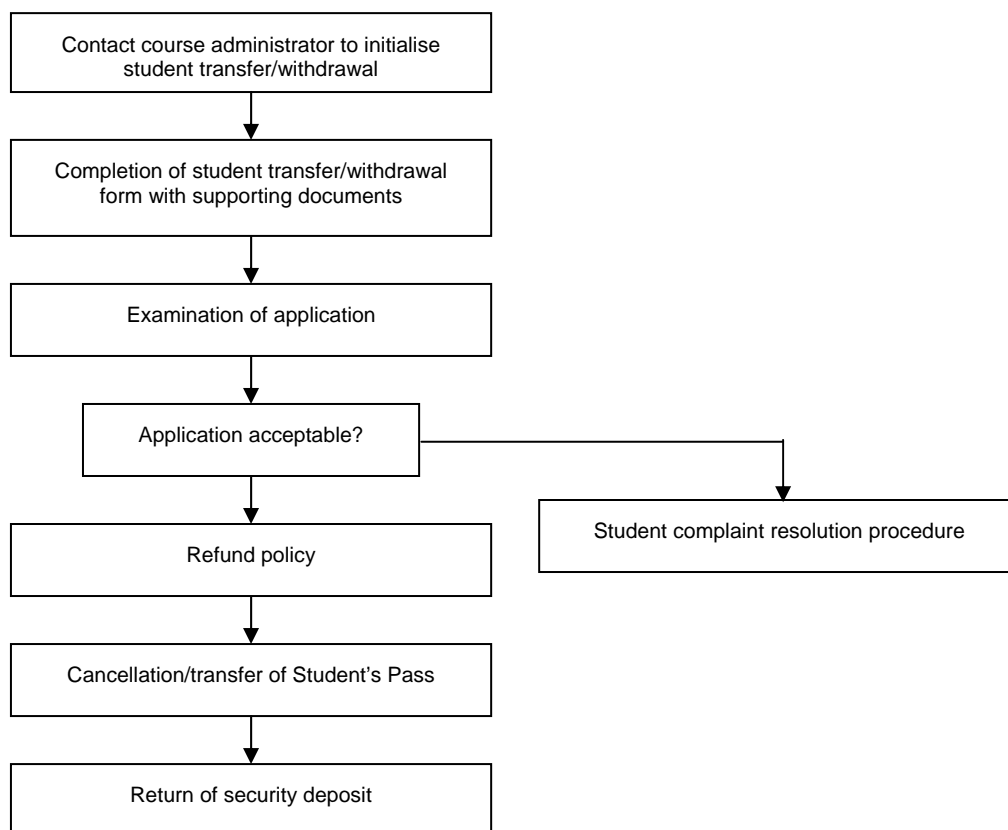 Contact course administrator to initialise
student transfer/withdrawal
Completion of student transfer/withdrawal
form with supporting documents
Examination of application
Application acceptable?
Student complaint resolution procedure
Refund policy
Cancellation/transfer of Student’s Pass
Return of security deposit